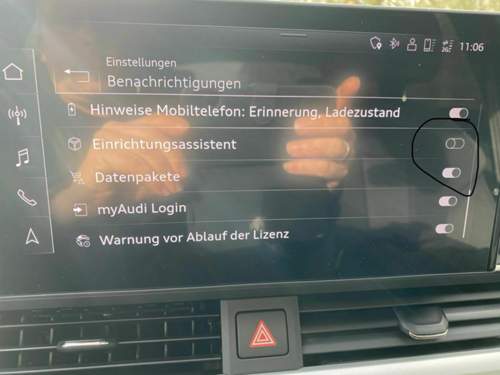 11:06
Einstellungen
Benachrichtigungen
Hinweise Mobiltelefon: Erinnerung, Ladezustand
Einrichtungsassistent
Datenpakete
myAudi Login
Warnung vor Ablauf der Lizenz